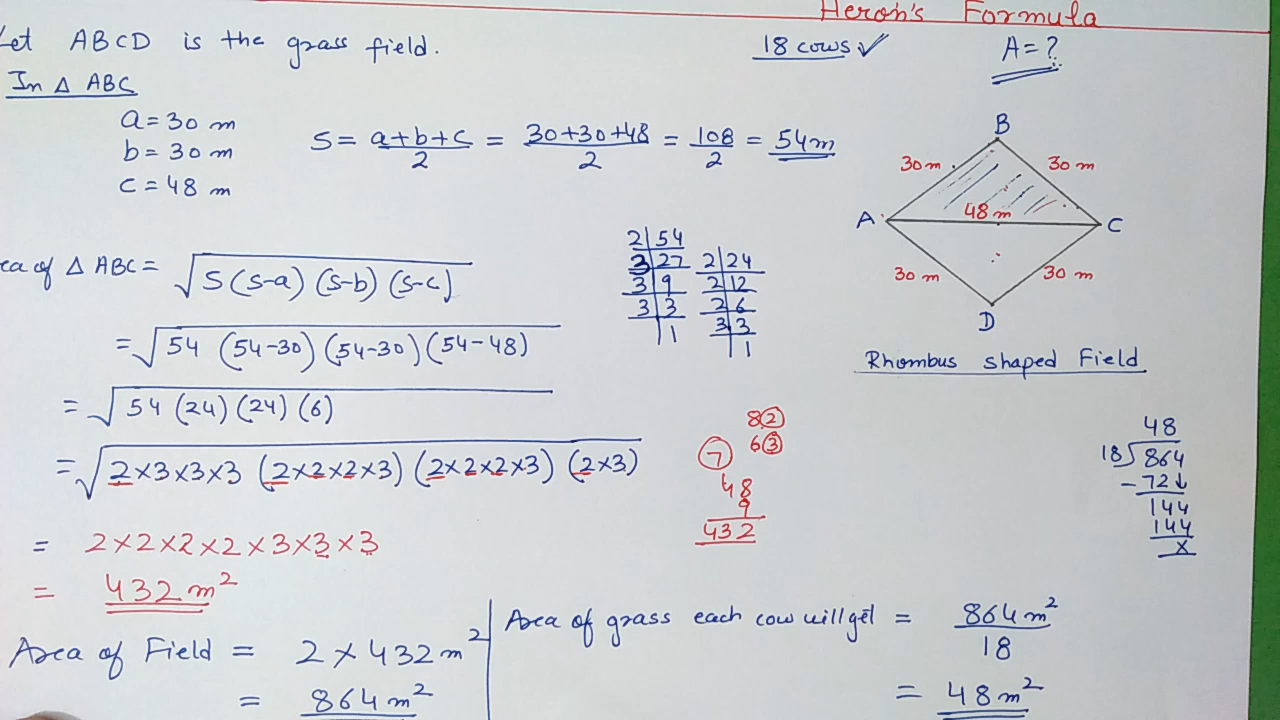 Heron's Formula
Let ABCD is the grass field.
18 cows ✓
A = ?
In △ ABC
a = 30 m
b = 30 m
c = 48 m
S = a+b+c/2 = 30+30+48/2 = 108/2 = 54m
B
30 m
30 m
A
48 m
C
30 m
30 m
D
Rhombus shaped Field
ea of △ ABC = √S(s-a)(s-b)(s-c)
= √54 (54-30)(54-30)(54-48)
= √54 (24)(24)(6)
= √2×3×3×3 (2×2×2×3)(2×2×2×3)(2×3)
= 2×2×2×2×3×3×3
= 432 m²
2|54
3|27
3|9
3|3
|1
2|24
2|12
2|6
3|3
|1
8②
6③
⑦
48
9
432
48
18)864
-72↓
144
144
x
Area of Field = 2 × 432 m²
= 864 m²
Area of grass each cow will get = 864 m²/18
= 48 m²